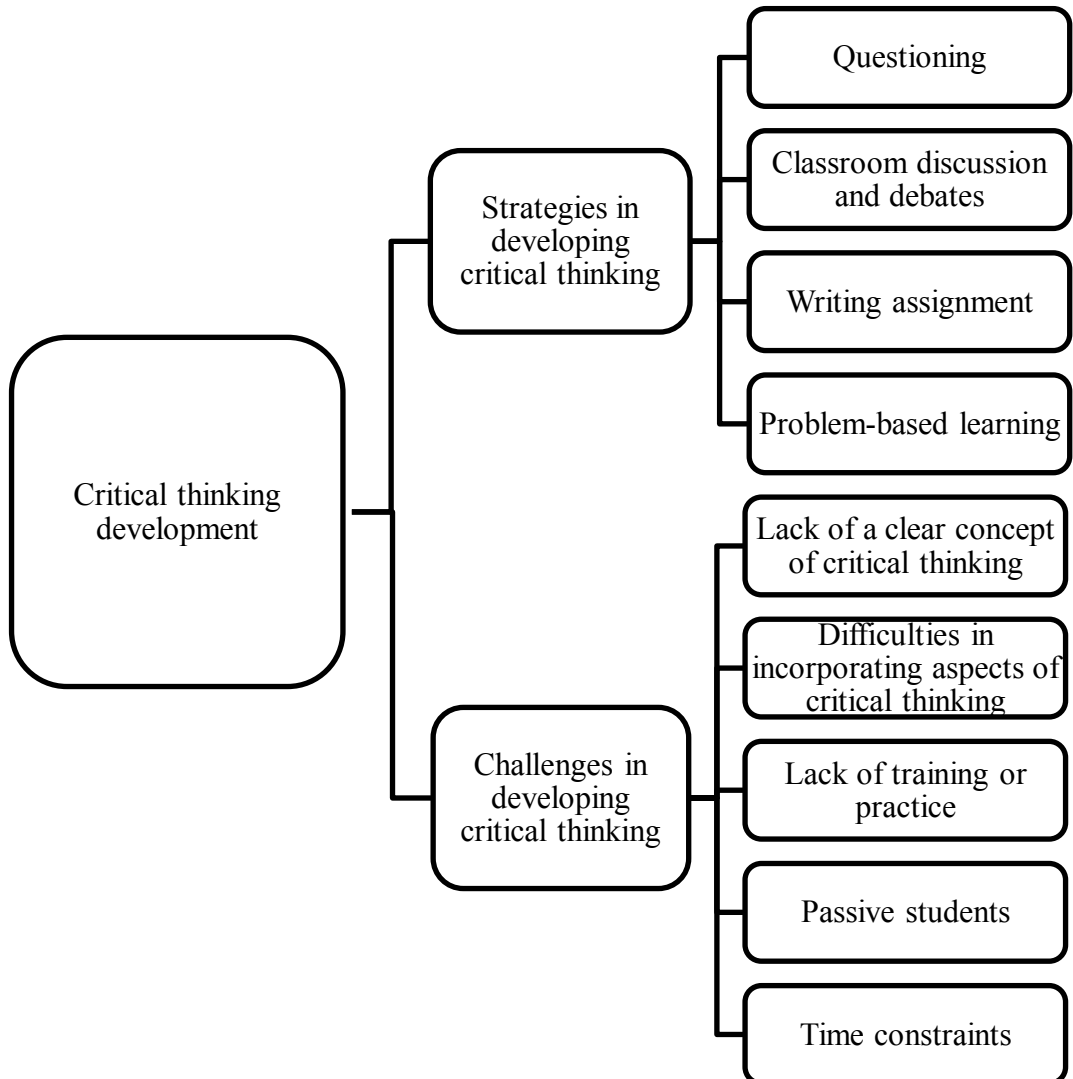 Critical thinking
development
Strategies in
developing
critical thinking
Questioning
Classroom discussion
and debates
Writing assignment
Problem-based learning
Challenges in
developing
critical thinking
Lack of a clear concept
of critical thinking
Difficulties in
incorporating aspects of
critical thinking
Lack of training or
practice
Passive students
Time constraints